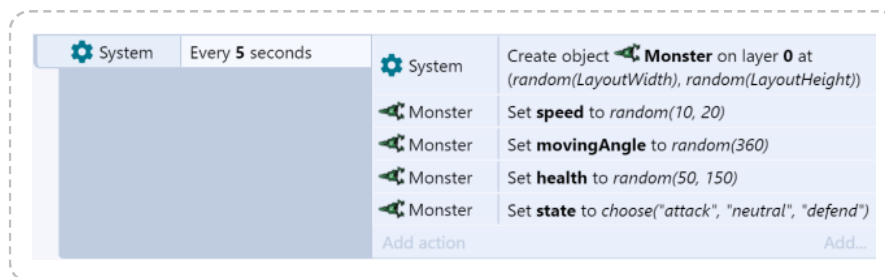 System Every 5 seconds
System Create object Monster on layer 0 at
(random(LayoutWidth), random(LayoutHeight))
Monster Set speed to random(10, 20)
Monster Set movingAngle to random(360)
Monster Set health to random(50, 150)
Monster Set state to choose("attack", "neutral", "defend")
Add action Add...